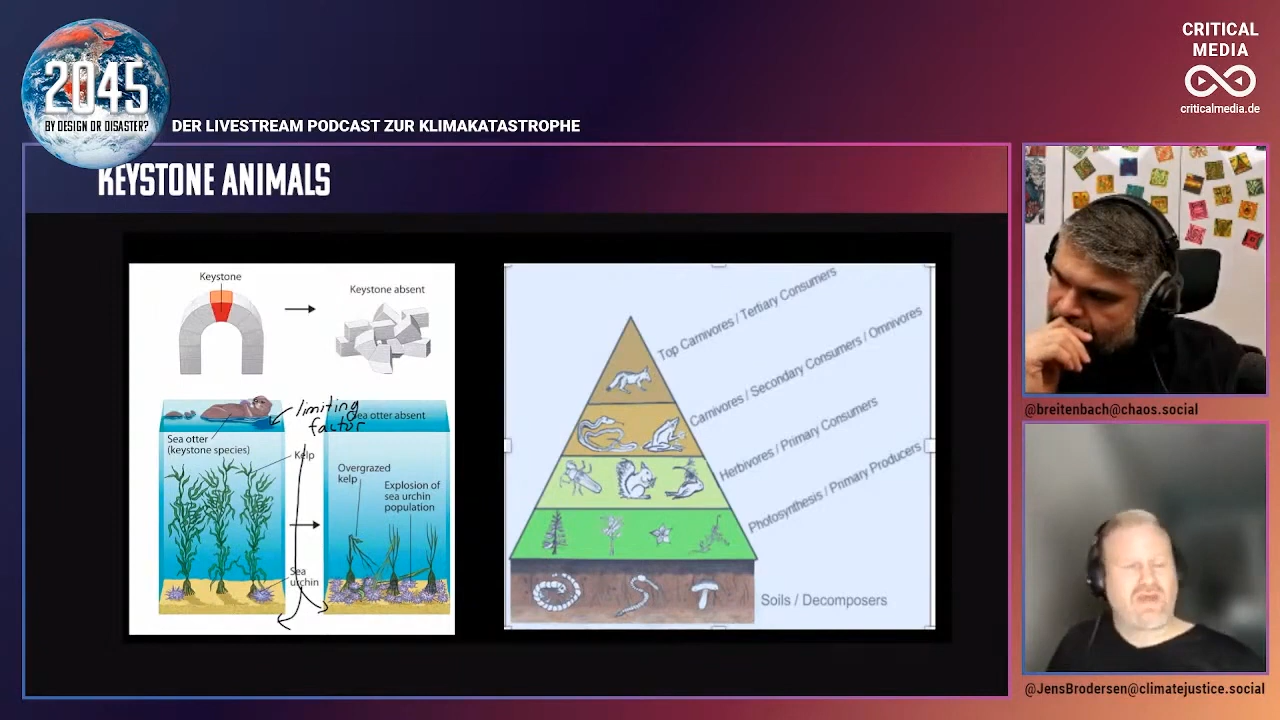 2045
BY DESIGN OR DISASTER?
DER LIVESTREAM PODCAST ZUR KLIMAKATASTROPHE
CRITICAL
MEDIA
criticalmedia.de
KEYSTONE ANIMALS
Keystone
Keystone absent
limiting
factor
Sea otter absent
Sea otter
(keystone species)
Kelp
Overgrazed
kelp
Explosion of
sea urchin
population
Sea
urchin
Top Carnivores / Tertiary Consumers
Carnivores / Secondary Consumers / Omnivores
Herbivores / Primary Consumers
Photosynthesis / Primary Producers
Soils / Decomposers
@breitenbach@chaos.social
@JensBrodersen@climatejustice.social